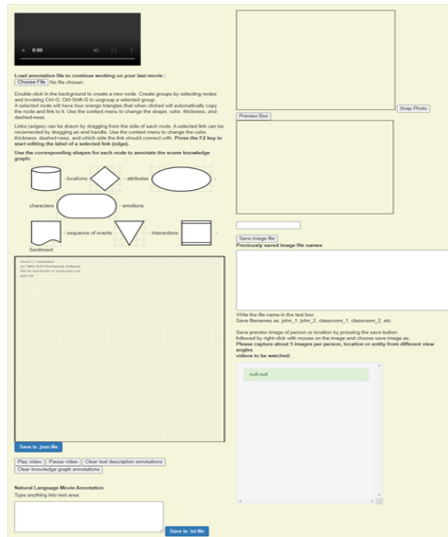 0:00
Load annotation file to continue working on your last movie :
Choose File No file chosen
Double-click in the background to create a new node. Create groups by selecting nodes
and invoking Ctrl-G. Ctrl-Shift-G to ungroup a selected group.
A selected node will have four orange triangles that when clicked will automatically copy
the node and link to it. Use the context menu to change the shape, color, thickness, and
dashed-ness.
Links (edges) can be drawn by dragging from the side of each node. A selected link can be
reconnected by dragging an end handle. Use the context menu to change the color,
thickness, dashed-ness, and which side the link should connect with. Press the F2 key to
start editing the label of a selected link (edge).
Use the corresponding shapes for each node to annotate the scene knowledge
graph:
- locations - attributes -
characters - emotions
- sequence of events - interactions -
Sentiment
Save to .json file
Play video Pause video Clear text description annotations
Clear knowledge graph annotations
Natural Language Movie Annotation
Type anything into text area
Save to .txt file
Snap Photo
Preview Box
Save image file
Previously saved image file names
Write the file name in the text box.
Save filenames as: john_1, john_2, classroom_1, classroom_2 .etc.
Save preview image of person or location by pressing the save button
followed by right-click with mouse on the image and choose save image as.
Please capture about 5 images per person, location or entity from different view
angles
videos to be watched:
null-null